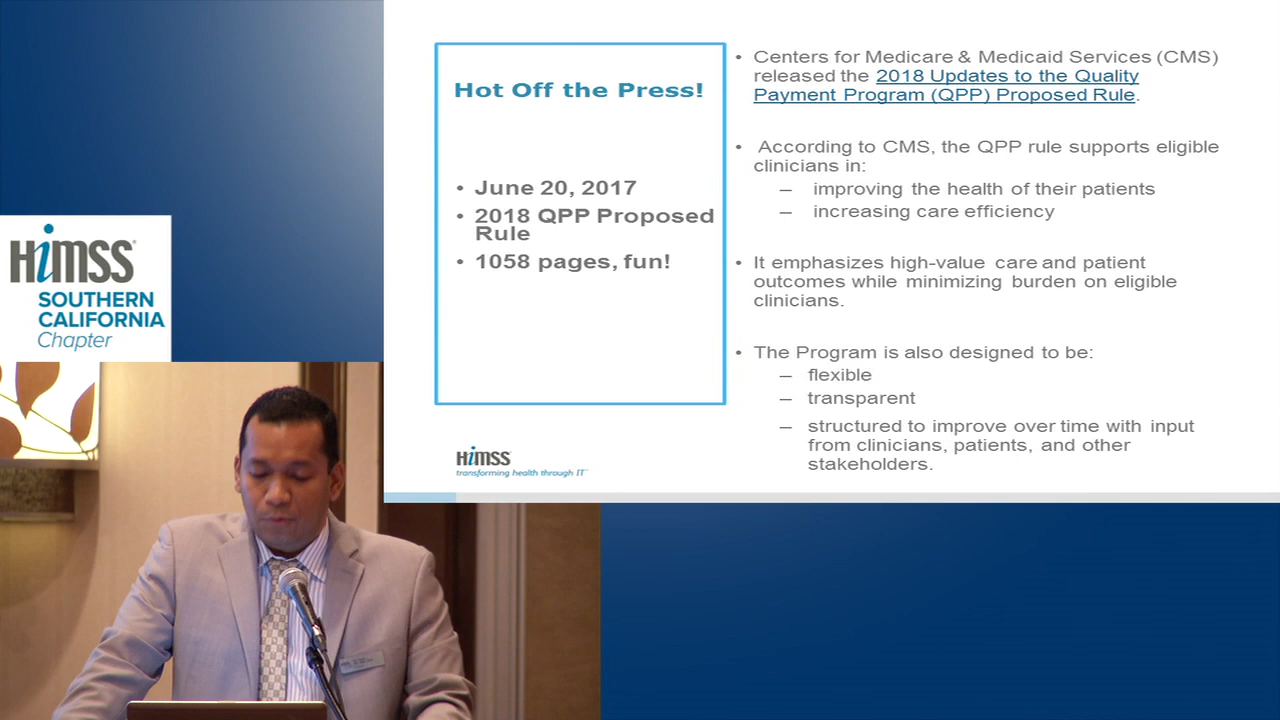 HiMSS
SOUTHERN
CALIFORNIA
Chapter
Hot Off the Press!
• June 20, 2017
• 2018 QPP Proposed
Rule
• 1058 pages, fun!
HiMSS
transforming health through IT™
• Centers for Medicare & Medicaid Services (CMS)
released the 2018 Updates to the Quality
Payment Program (QPP) Proposed Rule.
• According to CMS, the QPP rule supports eligible
clinicians in:
– improving the health of their patients
– increasing care efficiency
• It emphasizes high-value care and patient
outcomes while minimizing burden on eligible
clinicians.
• The Program is also designed to be:
– flexible
– transparent
– structured to improve over time with input
from clinicians, patients, and other
stakeholders.